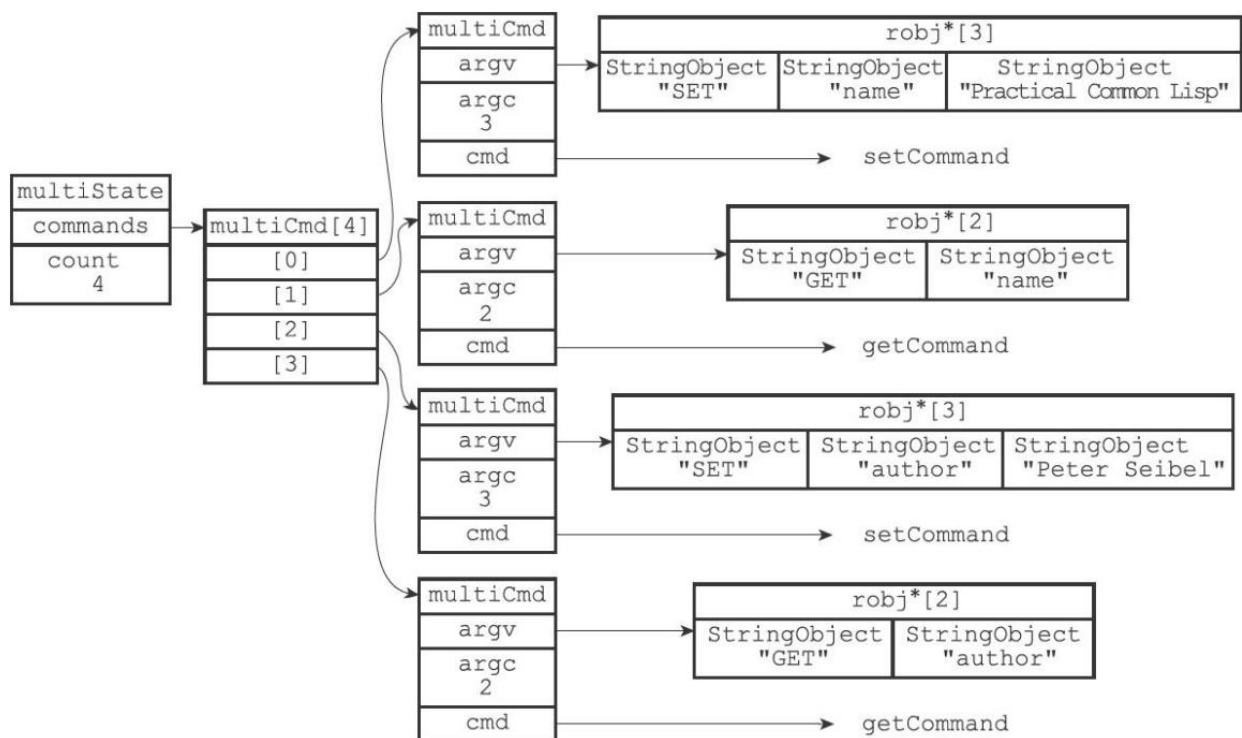 multiState
commands
count
4
multiCmd[4]
[0]
[1]
[2]
[3]
multiCmd
argv
argc
3
cmd
robj*[3]
StringObject
"SET"
StringObject
"name"
StringObject
"Practical Common Lisp"
setCommand
multiCmd
argv
argc
2
cmd
robj*[2]
StringObject
"GET"
StringObject
"name"
getCommand
multiCmd
argv
argc
3
cmd
robj*[3]
StringObject
"SET"
StringObject
"author"
StringObject
"Peter Seibel"
setCommand
multiCmd
argv
argc
2
cmd
robj*[2]
StringObject
"GET"
StringObject
"author"
getCommand